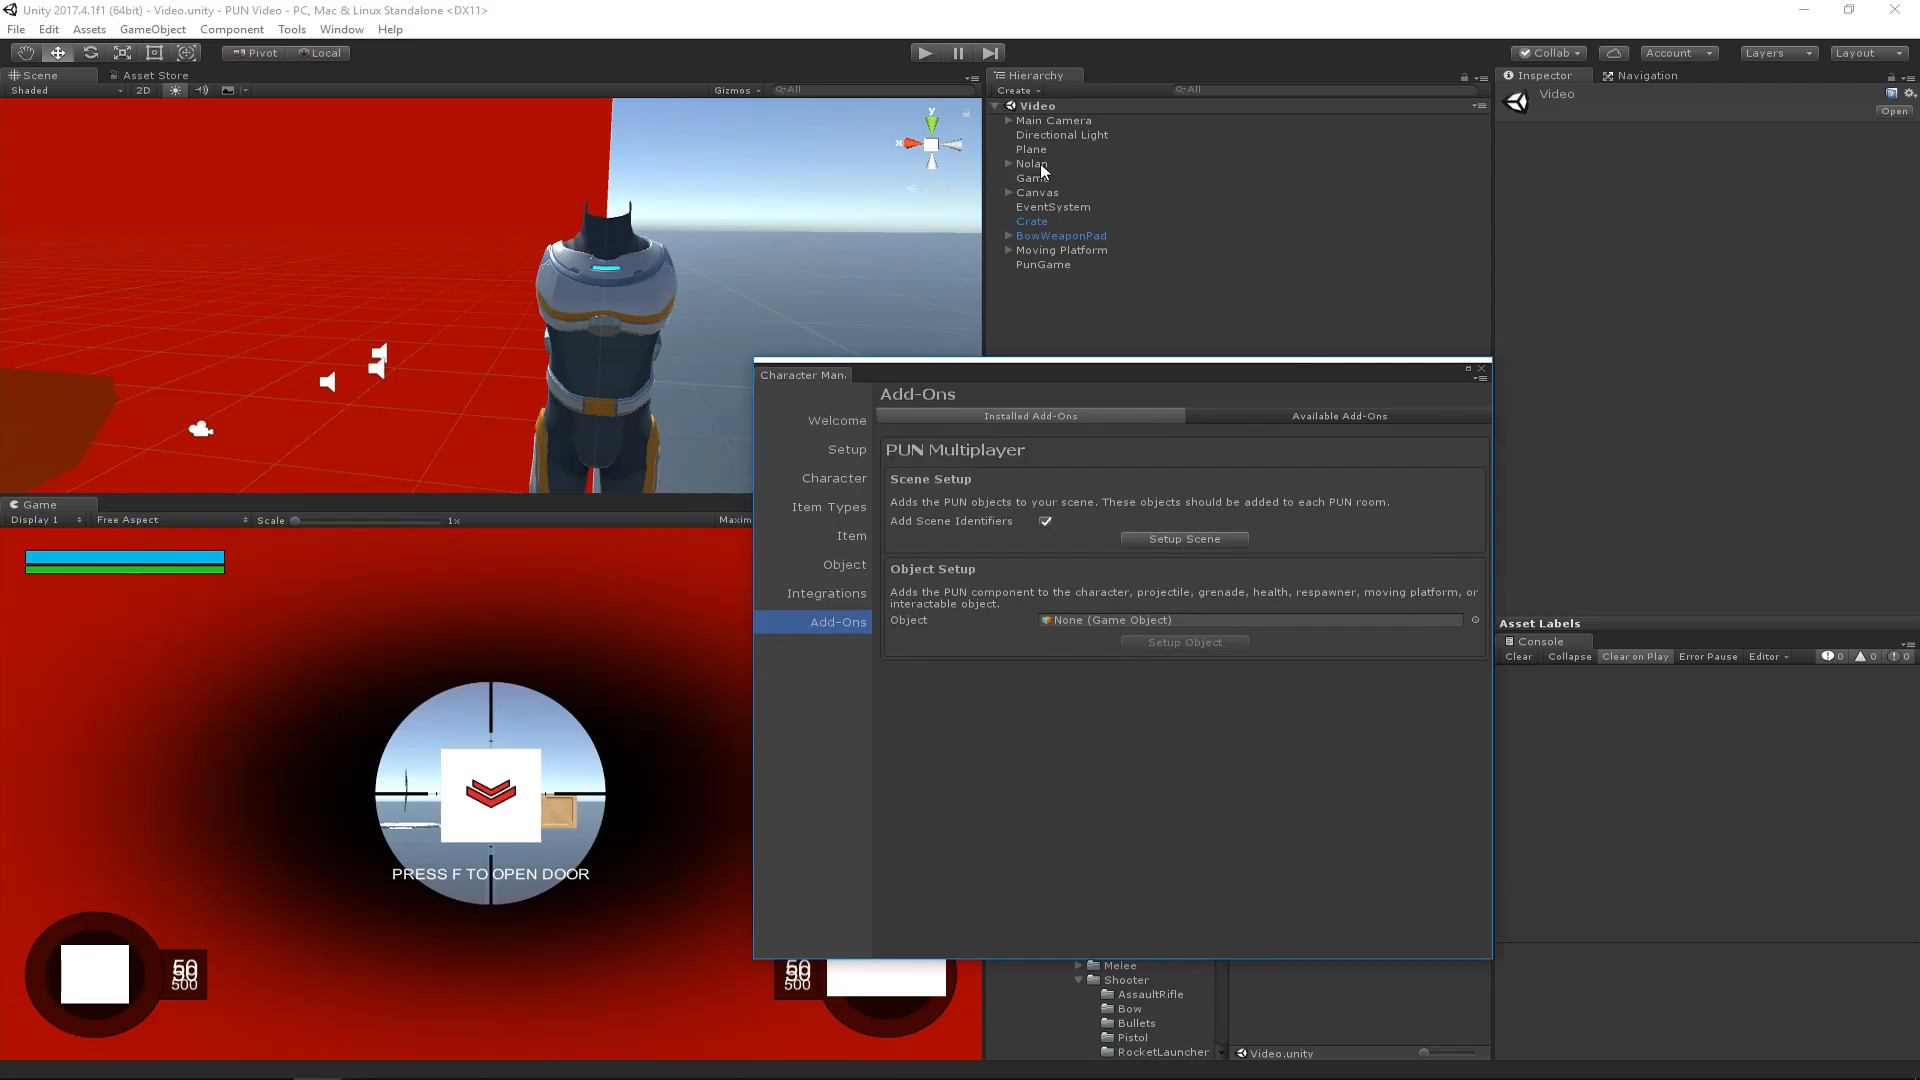 Unity 2017.4.1f1 (64bit) - Video.unity - PUN Video - PC, Mac & Linux Standalone <DX11>
File Edit Assets GameObject Component Tools Window Help
Pivot Local Collab Account Layers Layout
Scene Asset Store
Shaded 2D Gizmos All
y
x
Hierarchy
Create All
Video
Main Camera
Directional Light
Plane
Nolan
Game
Canvas
EventSystem
Crate
BowWeaponPad
Moving Platform
PunGame
Inspector Navigation
Video
Open
Character Man
Welcome
Setup
Character
Item Types
Item
Object
Integrations
Add-Ons
Add-Ons
Installed Add-Ons Available Add-Ons
PUN Multiplayer
Scene Setup
Adds the PUN objects to your scene. These objects should be added to each PUN room.
Add Scene Identifiers
Setup Scene
Object Setup
Adds the PUN component to the character, projectile, grenade, health, respawner, moving platform, or
interactable object.
Object None (Game Object)
Setup Object
Game
Display 1 Free Aspect Scale 1x Maxim
PRESS F TO OPEN DOOR
50
500
50
500
Asset Labels
Console
Clear Collapse Clear on Play Error Pause Editor 0 0 0
Melee
Shooter
AssaultRifle
Bow
Bullets
Pistol
RocketLauncher
Video.unity